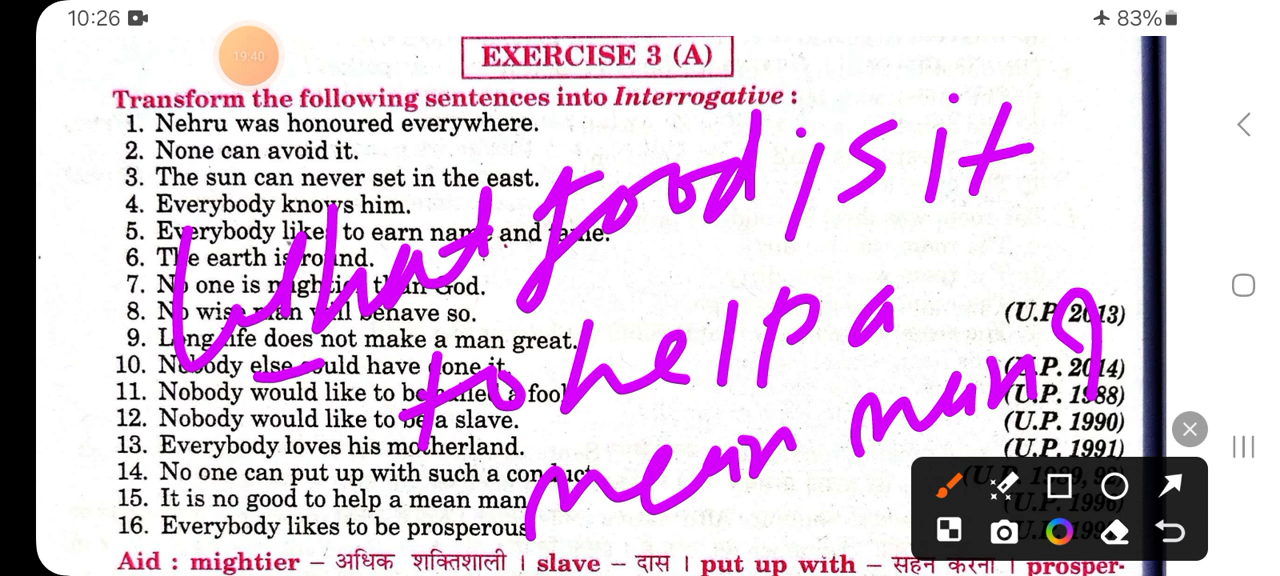 10:26
83%
19:40
EXERCISE 3 (A)
Transform the following sentences into Interrogative :
1. Nehru was honoured everywhere.
2. None can avoid it.
3. The sun can never set in the east.
4. Everybody knows him.
5. Everybody likes to earn name and fame.
6. The earth is round.
7. No one is mightier than God.
8. No wise man will behave so. (U.P. 2013)
9. Long life does not make a man great.
10. Nobody else could have done it. (U.P. 2014)
11. Nobody would like to be called a fool (U.P. 1988)
12. Nobody would like to be a slave. (U.P. 1990)
13. Everybody loves his motherland. (U.P. 1991)
14. No one can put up with such a conduct
15. It is no good to help a mean man (U.P. 1996)
16. Everybody likes to be prosperous
Aid : mightier – अधिक शक्तिशाली । slave – दास । put up with – सहन करना । prosper-
What food is it
to help a
mean man?